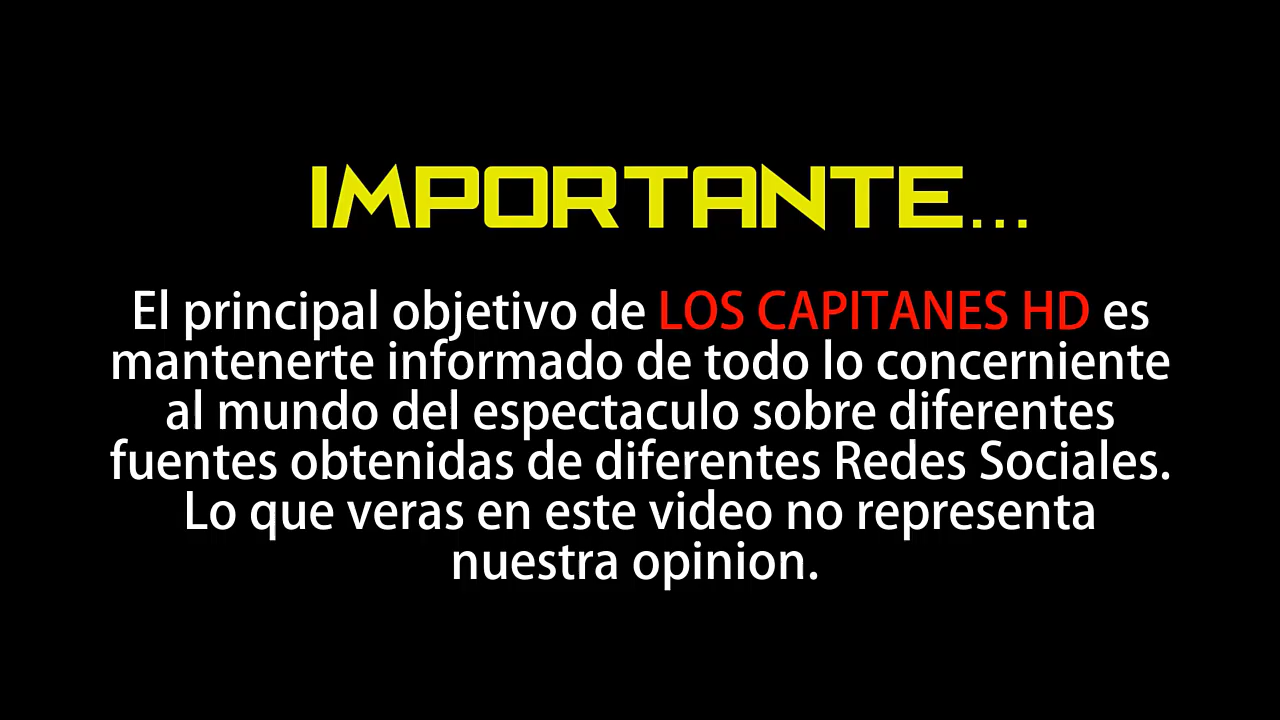 IMPORTANTE...
El principal objetivo de LOS CAPITANES HD es
mantenerte informado de todo lo concerniente
al mundo del espectaculo sobre diferentes
fuentes obtenidas de diferentes Redes Sociales.
Lo que veras en este video no representa
nuestra opinion.